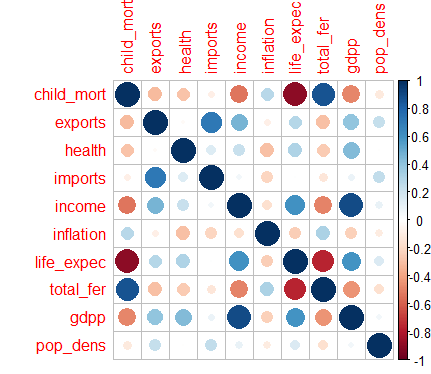 child_mort
exports
health
imports
income
inflation
life_expec
total_fer
gdpp
pop_dens
child_mort
exports
health
imports
income
inflation
life_expec
total_fer
gdpp
pop_dens
1
0.8
0.6
0.4
0.2
0
-0.2
-0.4
-0.6
-0.8
-1